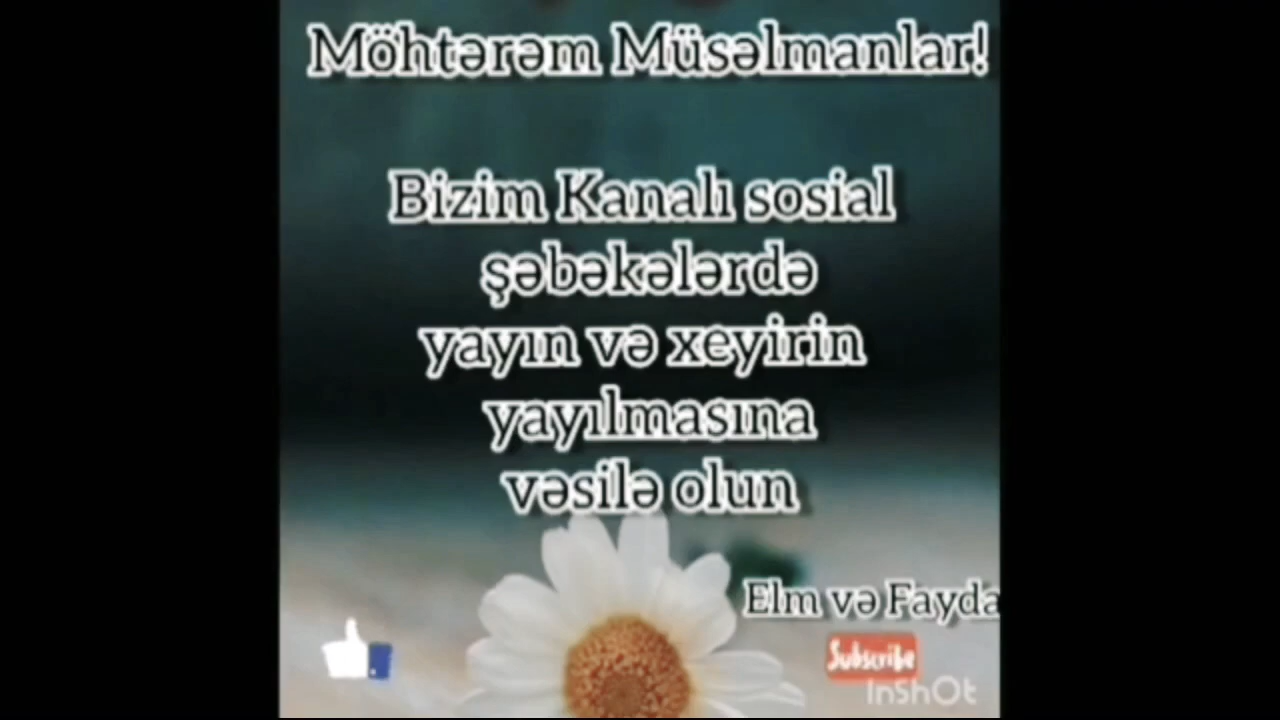 Möhtərəm Müsəlmanlar!
Bizim Kanalı sosial
şəbəkələrdə
yayın və xeyirin
yayılmasına
vəsilə olun
Elm və Fayda
Subscribe
InShOt